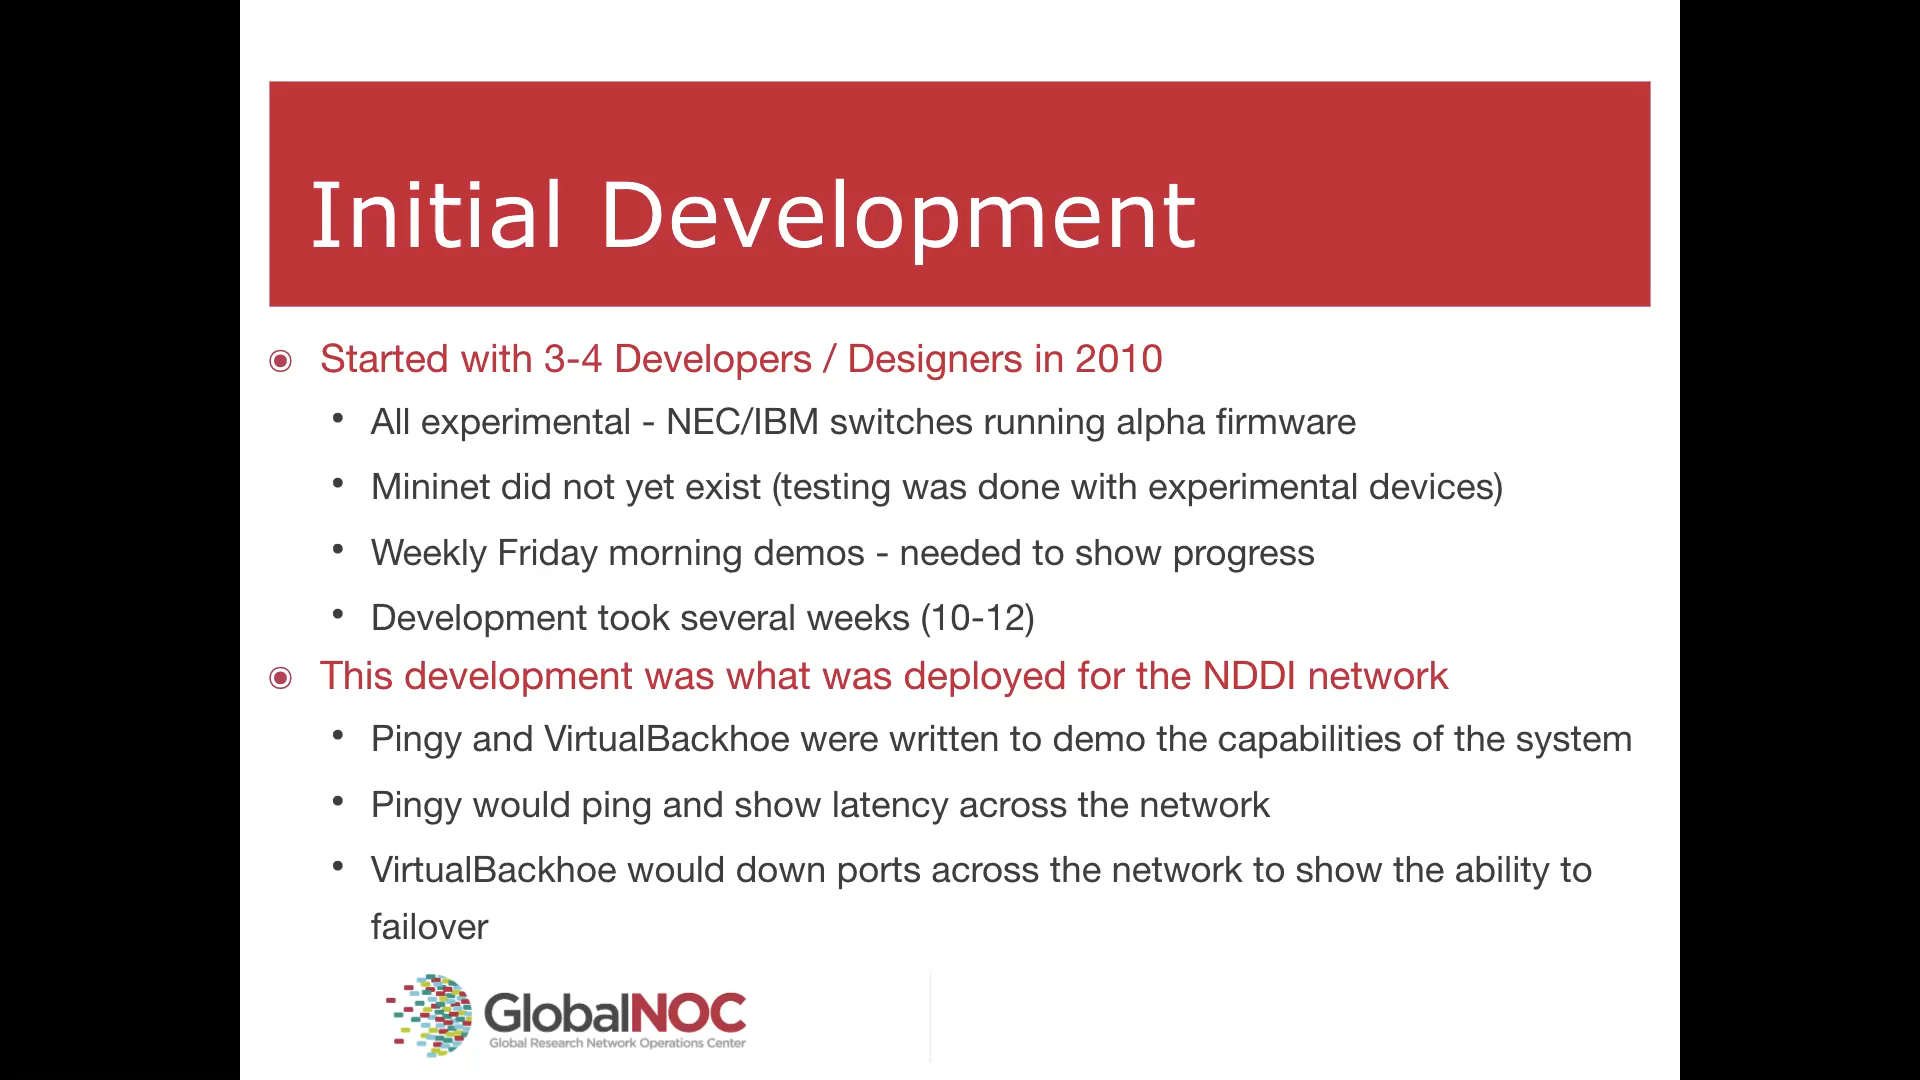 Initial Development
Started with 3-4 Developers / Designers in 2010
All experimental - NEC/IBM switches running alpha firmware
Mininet did not yet exist (testing was done with experimental devices)
Weekly Friday morning demos - needed to show progress
Development took several weeks (10-12)
This development was what was deployed for the NDDI network
Pingy and VirtualBackhoe were written to demo the capabilities of the system
Pingy would ping and show latency across the network
VirtualBackhoe would down ports across the network to show the ability to
failover
GlobalNOC
Global Research Network Operations Center